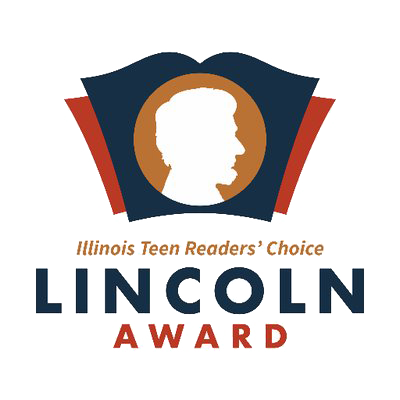 Illinois Teen Readers’ Choice
LINCOLN
AWARD